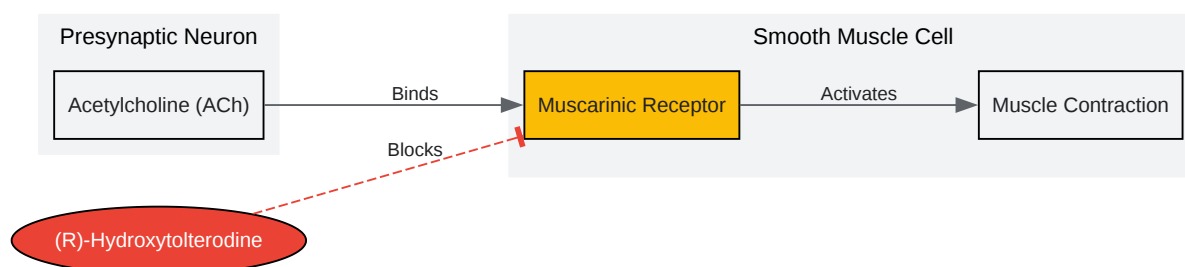 Presynaptic Neuron
Smooth Muscle Cell
Acetylcholine (ACh)
Binds
Muscarinic Receptor
Activates
Muscle Contraction
Blocks
(R)-Hydroxytolterodine